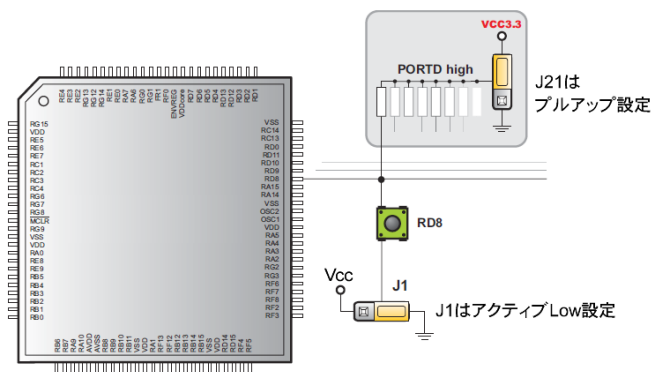 VCC3.3
PORTD high
J21は
プルアップ設定
RE4
RE3
RE2
RG13
RG12
RG14
RE1
RE0
RA7
RA6
RG0
RG1
FR1
RF0
ENVREG
VDDcore
RD7
RD6
RD5
RD4
RD13
RD12
RD3
RD2
RD1
RG15
VDD
RE5
RE6
RE7
RC1
RC2
RC3
RC4
RG6
RG7
RG8
MCLR
RG9
VSS
VDD
RA0
RE8
RE9
RB5
RB4
RB3
RB2
RB1
RB0
VSS
RC14
RC13
RD0
RD11
RD10
RD9
RD8
RA15
RA14
VSS
OSC2
OSC1
VDD
RA5
RA4
RA3
RA2
RG2
RG3
RF6
RF7
RF8
RF2
RF3
RB6
RB7
RA9
RA10
AVDD
AVSS
RB8
RB9
RB10
RB11
VSS
VDD
RA1
RF13
RF12
RB12
RB13
RB14
RB15
VSS
VDD
RD14
RD15
RF4
RF5
RD8
Vcc
J1
J1はアクティブLow設定